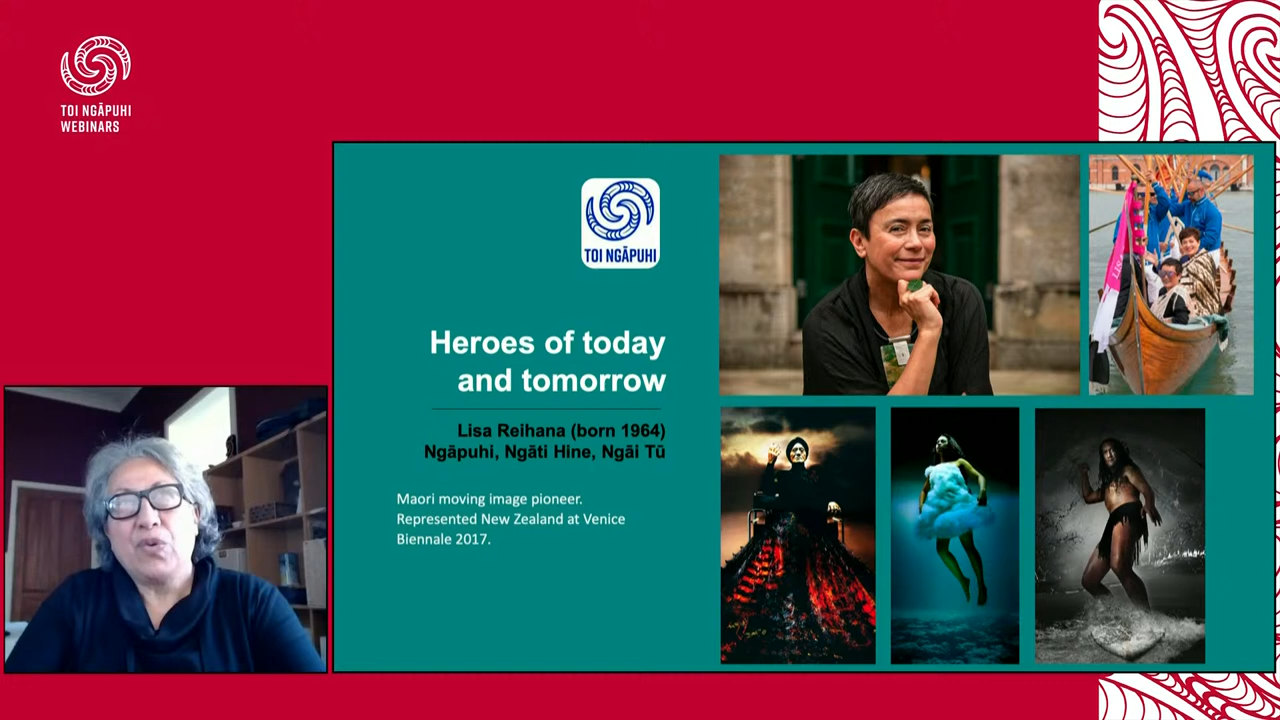 TOI NGĀPUHI
WEBINARS
TOI NGĀPUHI
Heroes of today
and tomorrow
Lisa Reihana (born 1964)
Ngāpuhi, Ngāti Hine, Ngāi Tū
Maori moving image pioneer.
Represented New Zealand at Venice
Biennale 2017.
LISA